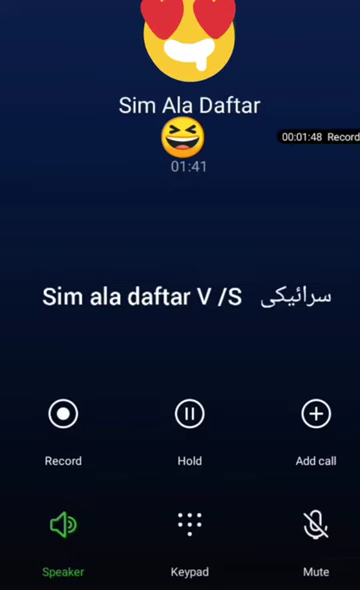 Sim Ala Daftar
00:01:48 Record
01:41
Sim ala daftar V /S سرائیکی
Record Hold Add call
Speaker Keypad Mute